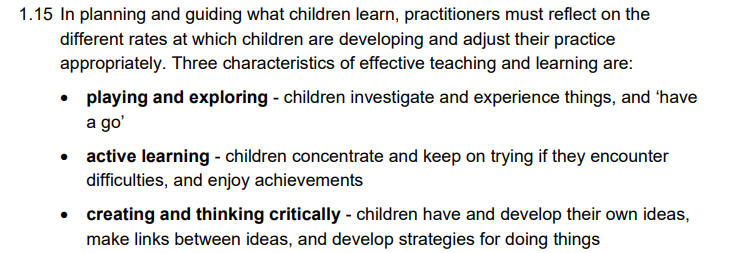 1.15 In planning and guiding what children learn, practitioners must reflect on the
different rates at which children are developing and adjust their practice
appropriately. Three characteristics of effective teaching and learning are:
• playing and exploring - children investigate and experience things, and ‘have
a go’
• active learning - children concentrate and keep on trying if they encounter
difficulties, and enjoy achievements
• creating and thinking critically - children have and develop their own ideas,
make links between ideas, and develop strategies for doing things